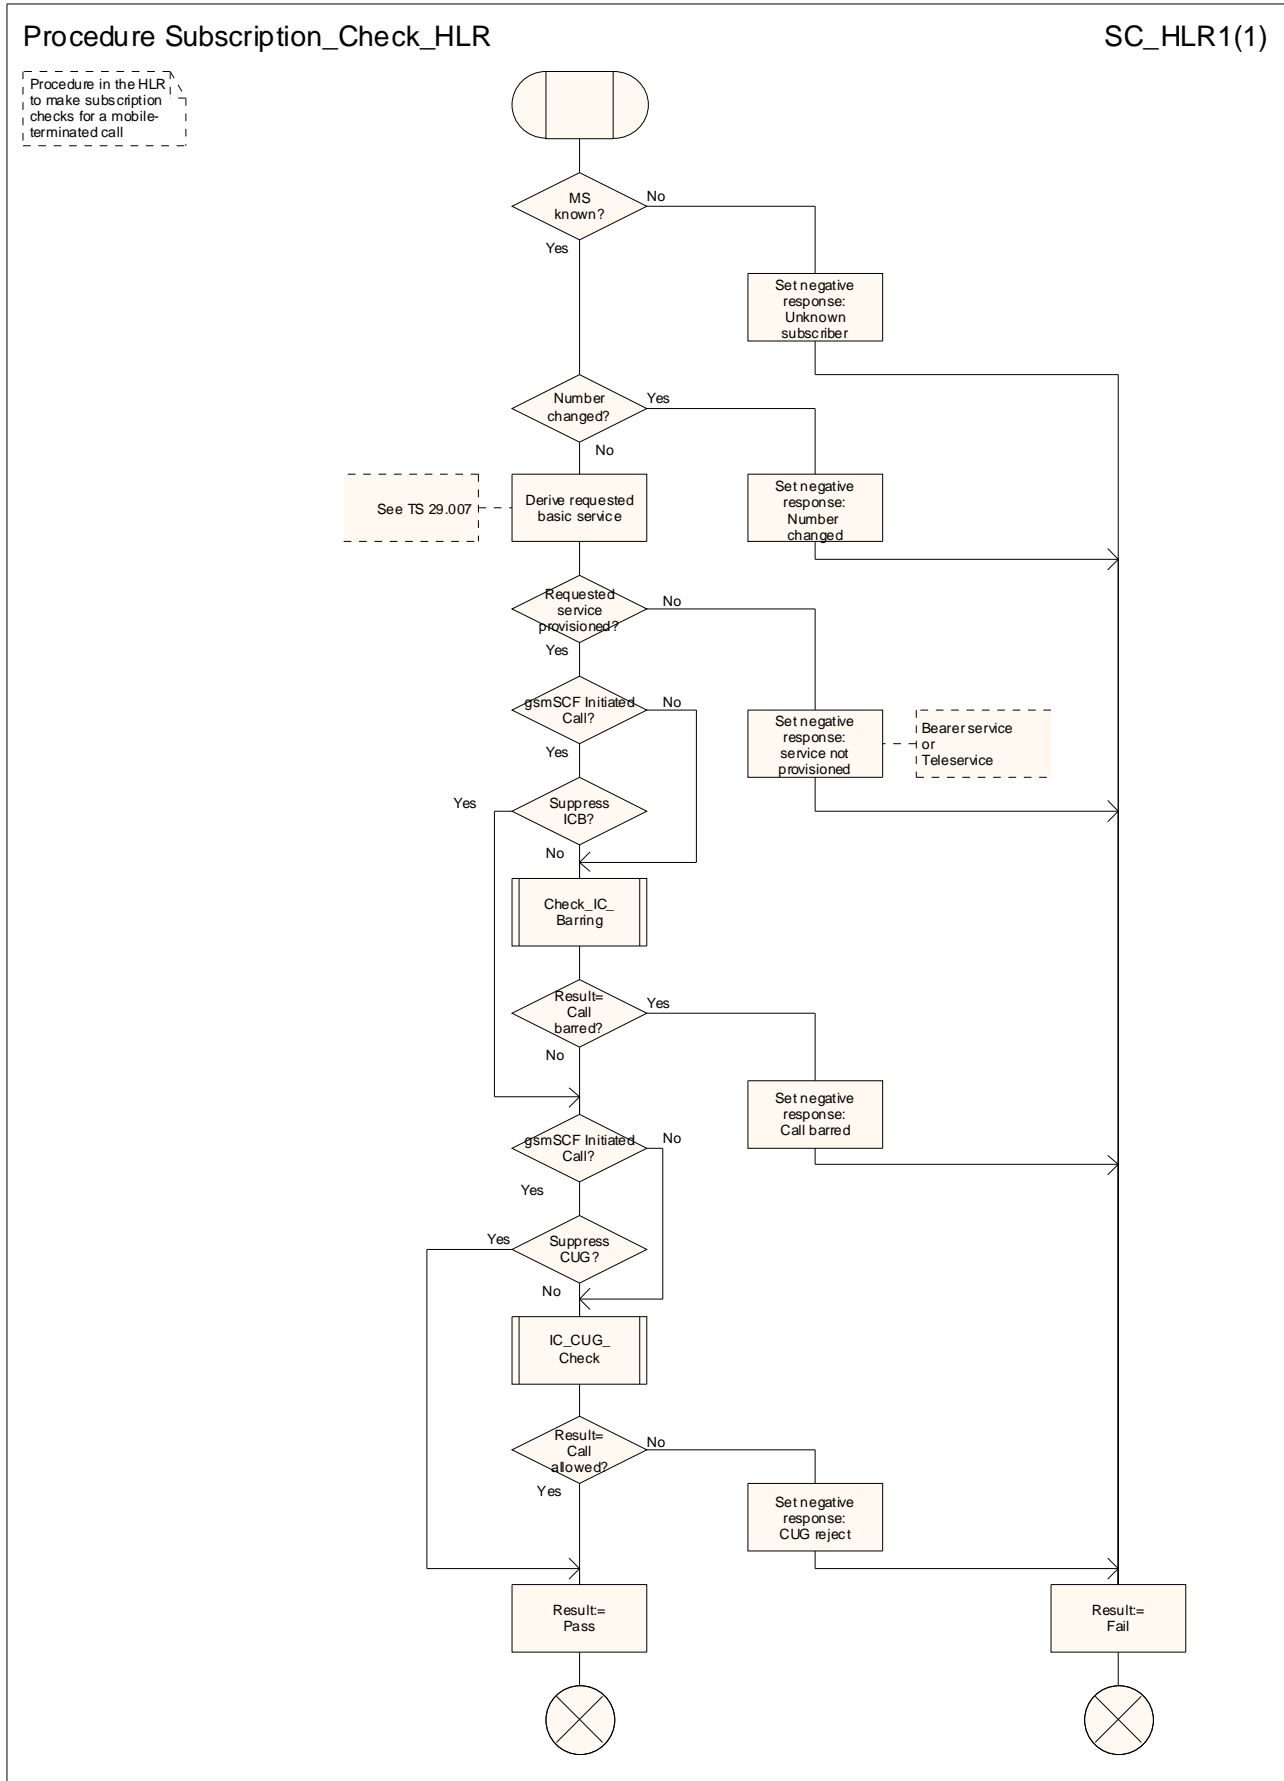 Procedure Subscription_Check_HLR
SC_HLR1(1)
Procedure in the HLR
to make subscription
checks for a mobile-
terminated call
MS
known?
No
Yes
Set negative
response:
Unknown
subscriber
Number
changed?
Yes
No
See TS 29.007
Derive requested
basic service
Set negative
response:
Number
changed
Requested
service
provisioned?
No
Yes
gsmSCF Initiated
Call?
No
Yes
Set negative
response:
service not
provisioned
Bearer service
or
Teleservice
Suppress
ICB?
Yes
No
Check_IC_
Barring
Result=
Call
barred?
Yes
No
Set negative
response:
Call barred
gsmSCF Initiated
Call?
No
Yes
Suppress
CUG?
Yes
No
IC_CUG_
Check
Result=
Call
allowed?
No
Yes
Set negative
response:
CUG reject
Result:=
Pass
Result:=
Fail